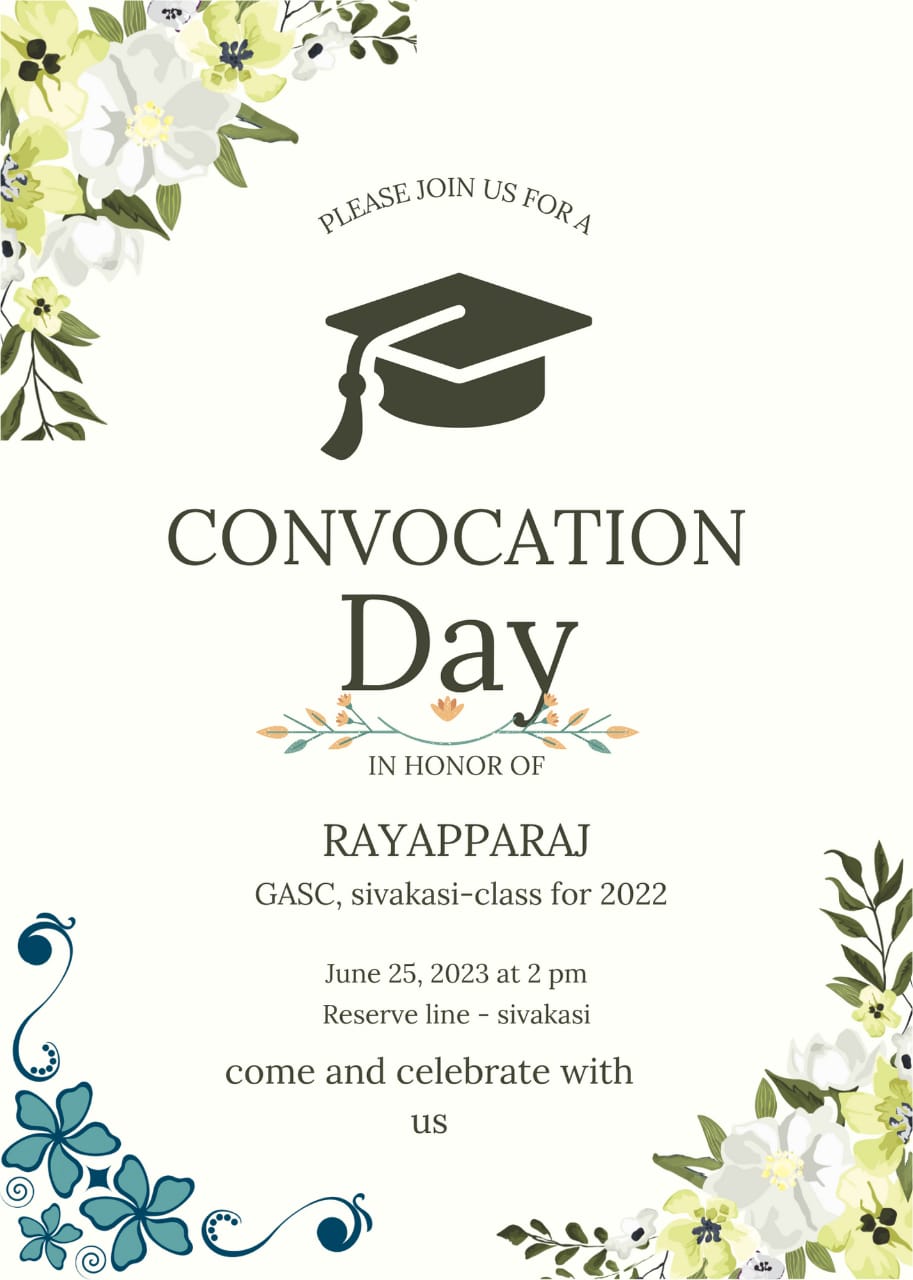 PLEASE JOIN US FOR A
CONVOCATION
Day
IN HONOR OF
RAYAPPARAJ
GASC, sivakasi-class for 2022
June 25, 2023 at 2 pm
Reserve line - sivakasi
come and celebrate with
us